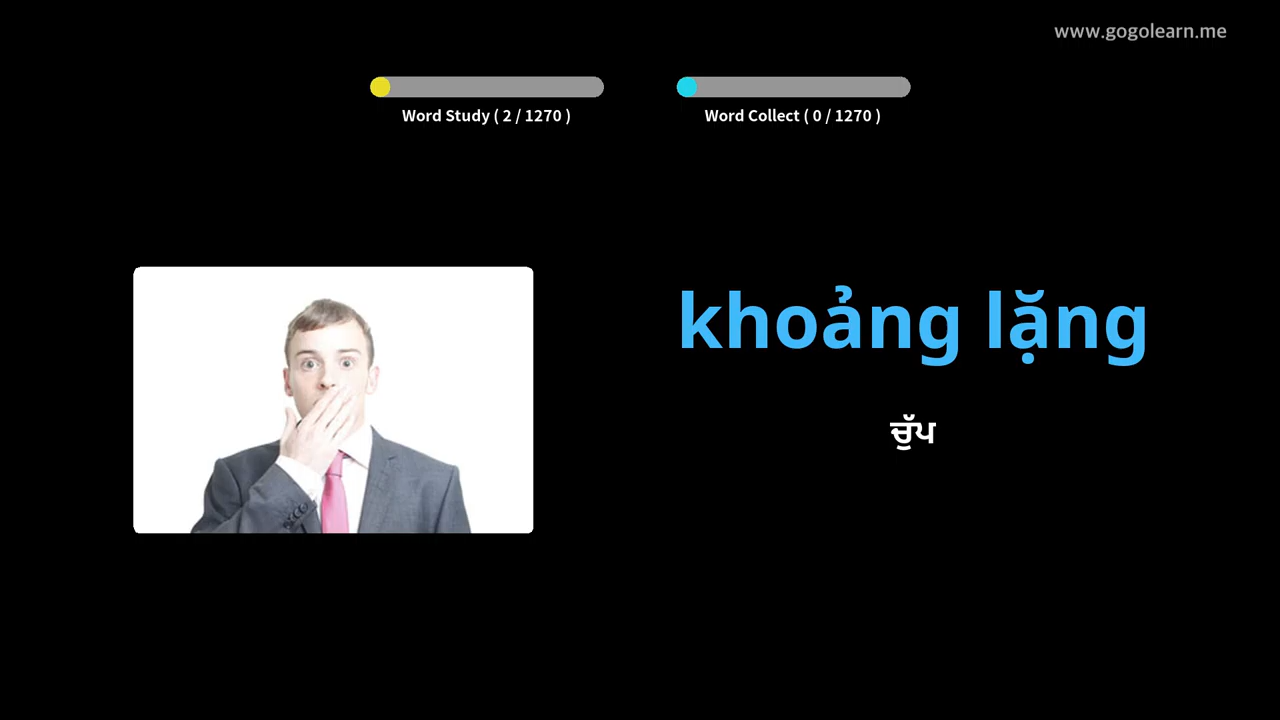 www.gogolearn.me
Word Study ( 2 / 1270 )
Word Collect ( 0 / 1270 )
khoảng lặng
ਚੁੱਪ